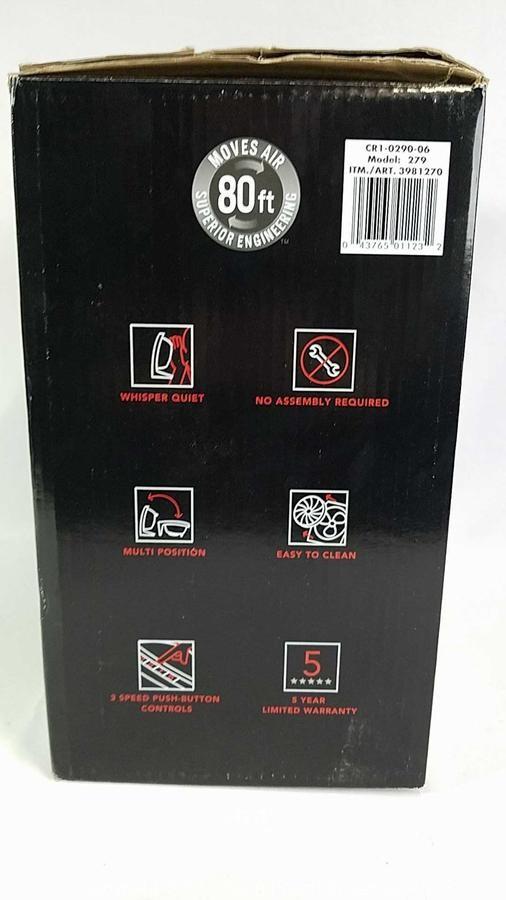 MOVES AIR
80ft
SUPERIOR ENGINEERING
TM
CR1-0290-06
Model: 279
ITM./ART. 3981270
0 43765 01123 2
WHISPER QUIET
NO ASSEMBLY REQUIRED
MULTI POSITION
EASY TO CLEAN
3 SPEED PUSH-BUTTON
CONTROLS
5
5 YEAR
LIMITED WARRANTY